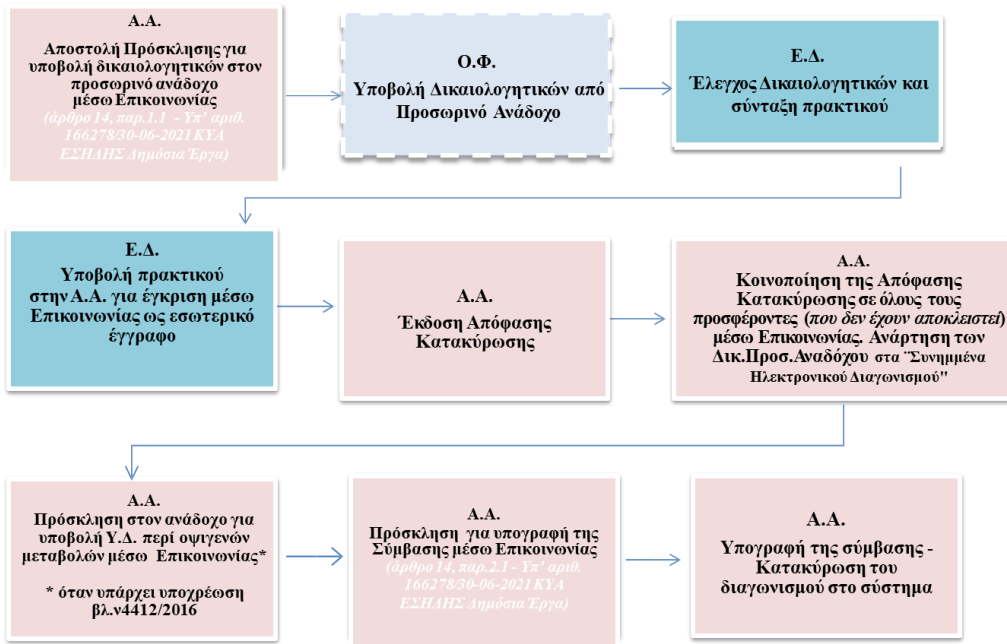 Α.Α.
Αποστολή Πρόσκλησης για
υποβολή δικαιολογητικών στον
προσωρινό ανάδοχο
μέσω Επικοινωνίας
(άρθρο 14, παρ.1.1 - Υπ’ αριθ.
166278/30-06-2021 ΚΥΑ
ΕΣΗΔΗΣ Δημόσια Έργα)
Ο.Φ.
Υποβολή Δικαιολογητικών από
Προσωρινό Ανάδοχο
Ε.Δ.
Έλεγχος Δικαιολογητικών και
σύνταξη πρακτικού
Ε.Δ.
Υποβολή πρακτικού
στην Α.Α. για έγκριση μέσω
Επικοινωνίας ως εσωτερικό
έγγραφο
Α.Α.
Έκδοση Απόφασης
Κατακύρωσης
Α.Α.
Κοινοποίηση της Απόφασης
Κατακύρωσης σε όλους τους
προσφέροντες (που δεν έχουν αποκλειστεί)
μέσω Επικοινωνίας. Ανάρτηση των
Δικ.Προσ.Αναδόχου στα ¨Συνημμένα
Ηλεκτρονικού Διαγωνισμού"
Α.Α.
Πρόσκληση στον ανάδοχο για
υποβολή Υ.Δ. περί οψιγενών
μεταβολών μέσω Επικοινωνίας*
* όταν υπάρχει υποχρέωση
βλ.ν4412/2016
Α.Α.
Πρόσκληση για υπογραφή της
Σύμβασης μέσω Επικοινωνίας
(άρθρο 14, παρ.2.1 - Υπ’ αριθ.
166278/30-06-2021 ΚΥΑ
ΕΣΗΔΗΣ Δημόσια Έργα)
Α.Α.
Υπογραφή της σύμβασης -
Κατακύρωση του
διαγωνισμού στο σύστημα